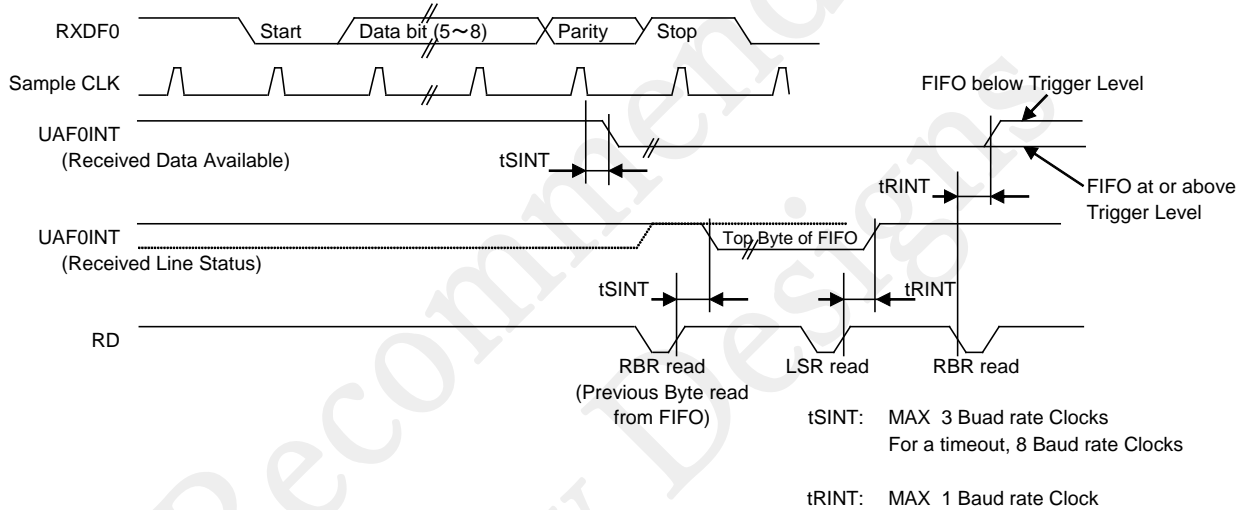 RXDF0
Start
Data bit (5～8)
Parity
Stop
Sample CLK
FIFO below Trigger Level
UAF0INT
(Received Data Available)
tSINT
tRINT
FIFO at or above
Trigger Level
UAF0INT
(Received Line Status)
Top Byte of FIFO
tSINT
tRINT
RD
RBR read
(Previous Byte read
from FIFO)
LSR read
RBR read
tSINT: MAX 3 Buad rate Clocks
For a timeout, 8 Baud rate Clocks
tRINT: MAX 1 Baud rate Clock
Recommend
Designs